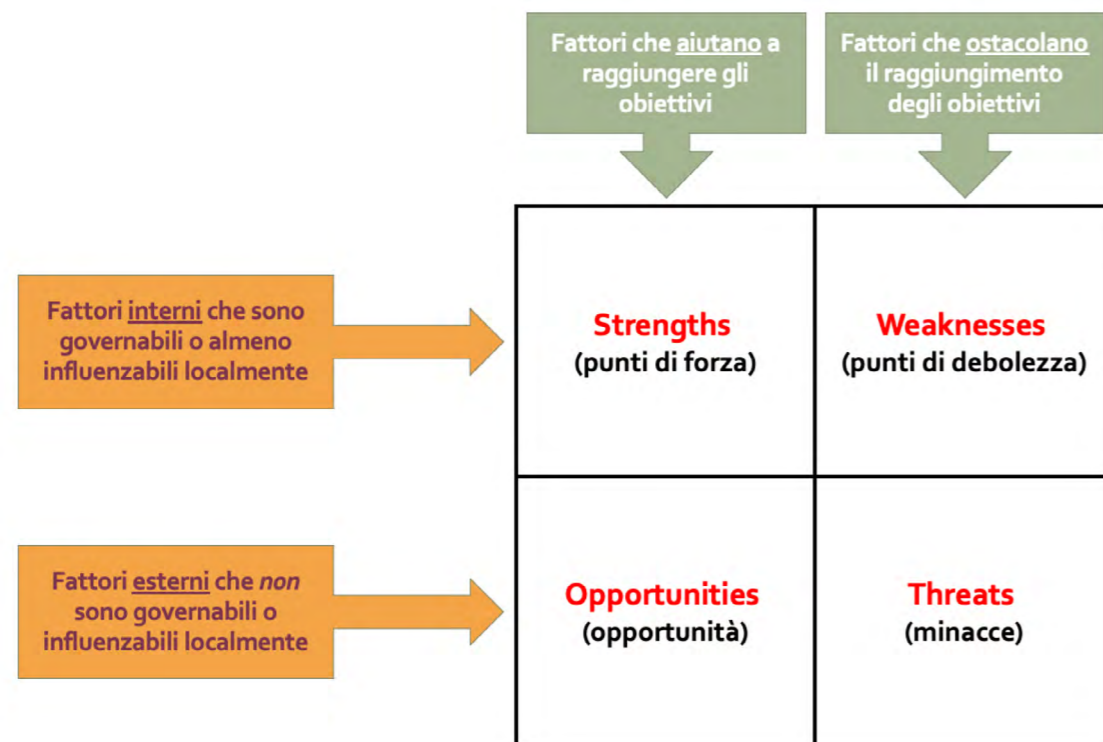 Fattori che aiutano a
raggiungere gli
obiettivi
Fattori che ostacolano
il raggiungimento
degli obiettivi
Fattori interni che sono
governabili o almeno
influenzabili localmente
Strengths
(punti di forza)
Weaknesses
(punti di debolezza)
Fattori esterni che non
sono governabili o
influenzabili localmente
Opportunities
(opportunità)
Threats
(minacce)